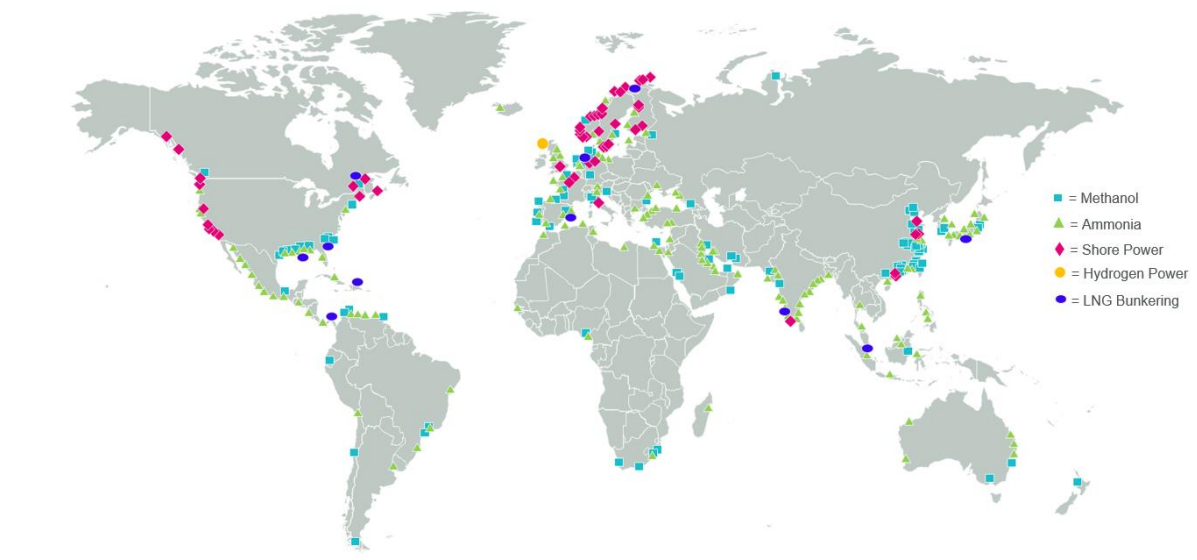 = Methanol
= Ammonia
= Shore Power
= Hydrogen Power
= LNG Bunkering